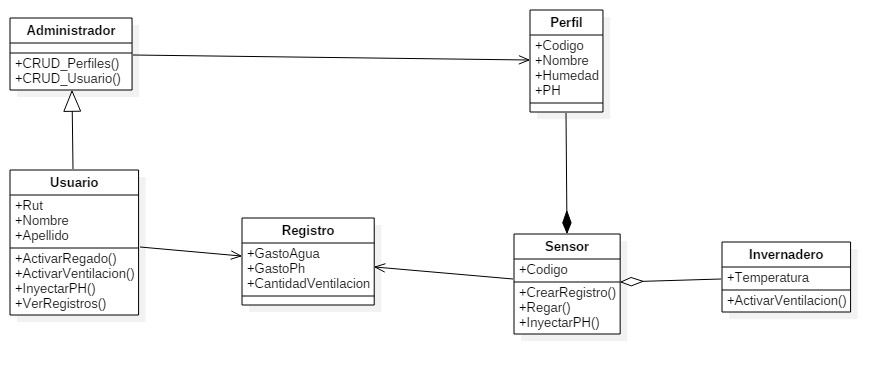 Administrador
+CRUD_Perfiles()
+CRUD_Usuario()
Perfil
+Codigo
+Nombre
+Humedad
+PH
Usuario
+Rut
+Nombre
+Apellido
+ActivarRegado()
+ActivarVentilacion()
+InyectarPH()
+VerRegistros()
Registro
+GastoAgua
+GastoPh
+CantidadVentilacion
Sensor
+Codigo
+CrearRegistro()
+Regar()
+InyectarPH()
Invernadero
+Temperatura
+ActivarVentilacion()